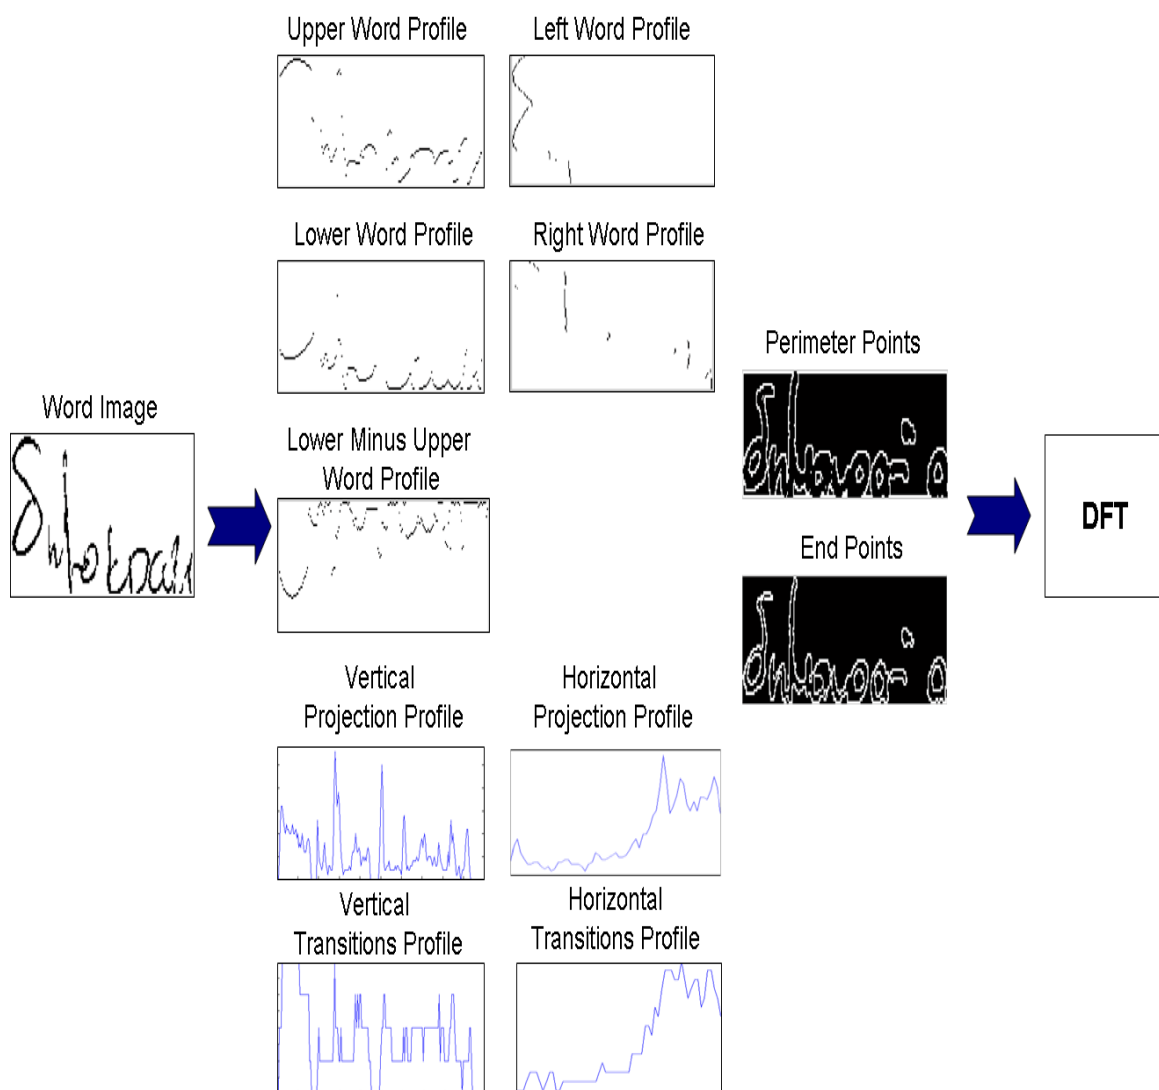 Upper Word Profile
Left Word Profile
Lower Word Profile
Right Word Profile
Perimeter Points
Word Image
Lower Minus Upper
Word Profile
DFT
End Points
Vertical
Projection Profile
Horizontal
Projection Profile
Vertical
Transitions Profile
Horizontal
Transitions Profile